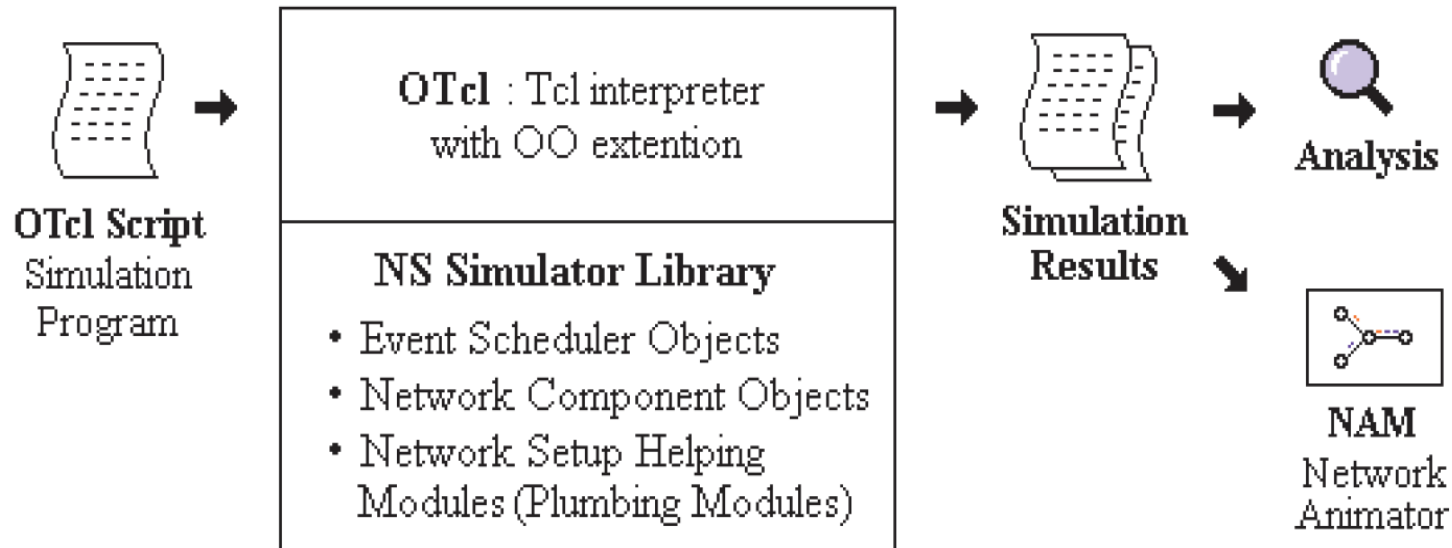 OTcl Script
Simulation
Program
OTcl : Tcl interpreter
with OO extention
NS Simulator Library
• Event Scheduler Objects
• Network Component Objects
• Network Setup Helping
Modules (Plumbing Modules)
Simulation
Results
Analysis
NAM
Network
Animator